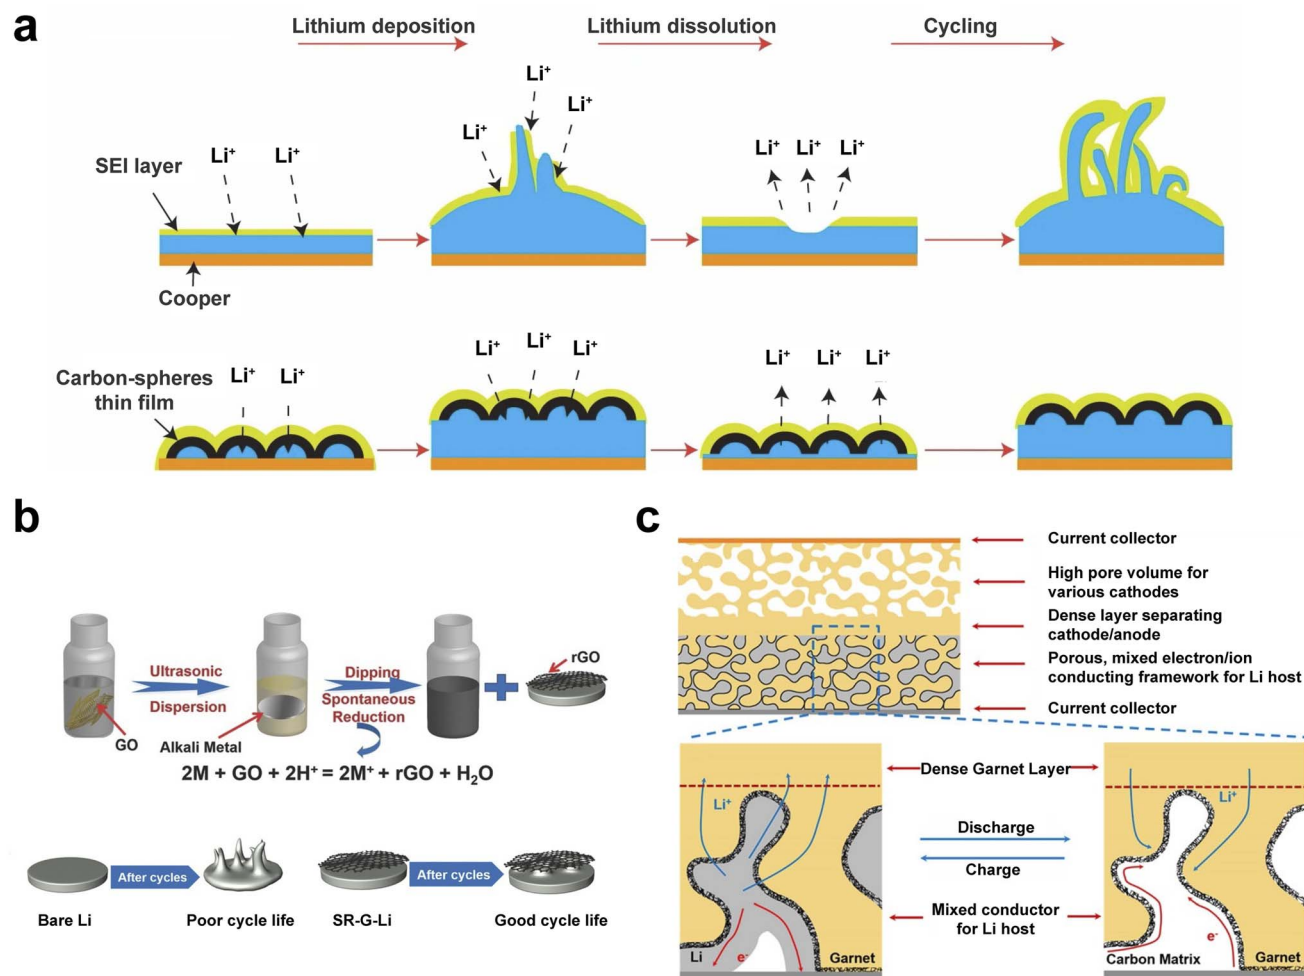 a
Lithium deposition
Lithium dissolution
Cycling
Li⁺
Li⁺
Li⁺
Li⁺
Li⁺
Li⁺ Li⁺ Li⁺
SEI layer
Cooper
Carbon-spheres
thin film
Li⁺
Li⁺
Li⁺
Li⁺
Li⁺
Li⁺
Li⁺
Li⁺
b
Ultrasonic
Dispersion
Dipping
Spontaneous
Reduction
rGO
GO
Alkali Metal
2M + GO + 2H⁺ = 2M⁺ + rGO + H₂O
After cycles
After cycles
Bare Li
Poor cycle life
SR-G-Li
Good cycle life
c
Current collector
High pore volume for
various cathodes
Dense layer separating
cathode/anode
Porous, mixed electron/ion
conducting framework for Li host
Current collector
Dense Garnet Layer
Li⁺
Li⁺
Discharge
Charge
Mixed conductor
for Li host
Li
e⁻
Garnet
Carbon Matrix
e⁻
Garnet